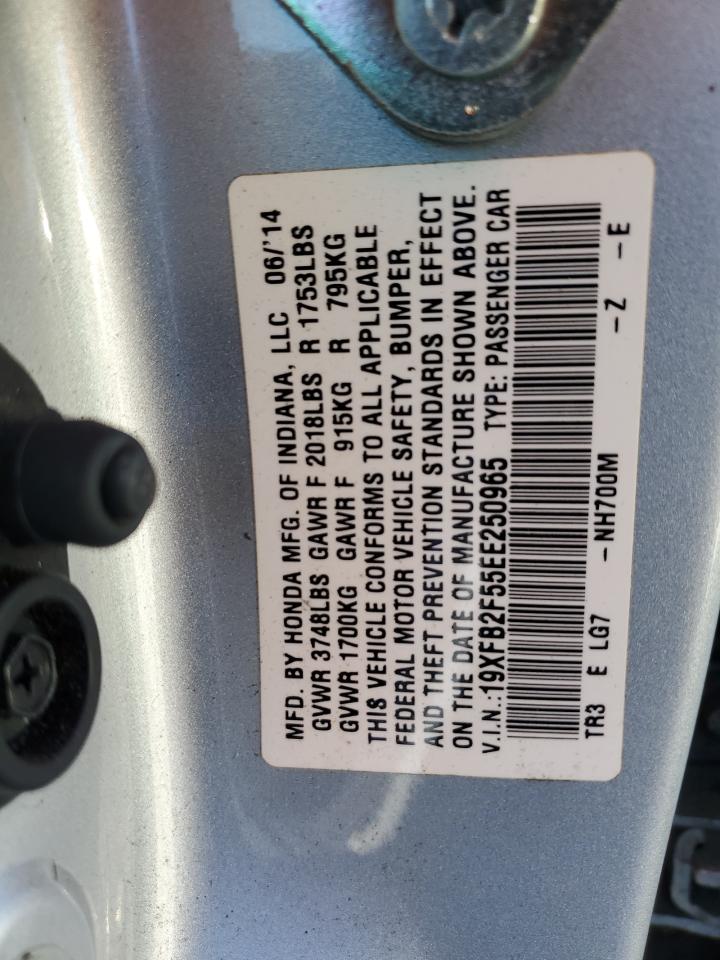 MFD. BY HONDA MFG. OF INDIANA, LLC 06/'14
GVWR 3748LBS GAWR F 2018LBS R 1753LBS
GVWR 1700KG GAWR F 915KG R 795KG
THIS VEHICLE CONFORMS TO ALL APPLICABLE
FEDERAL MOTOR VEHICLE SAFETY, BUMPER,
AND THEFT PREVENTION STANDARDS IN EFFECT
ON THE DATE OF MANUFACTURE SHOWN ABOVE.
V.I.N.:19XFB2F55EE250965 TYPE: PASSENGER CAR
TR3 E LG7 -NH700M -Z -E